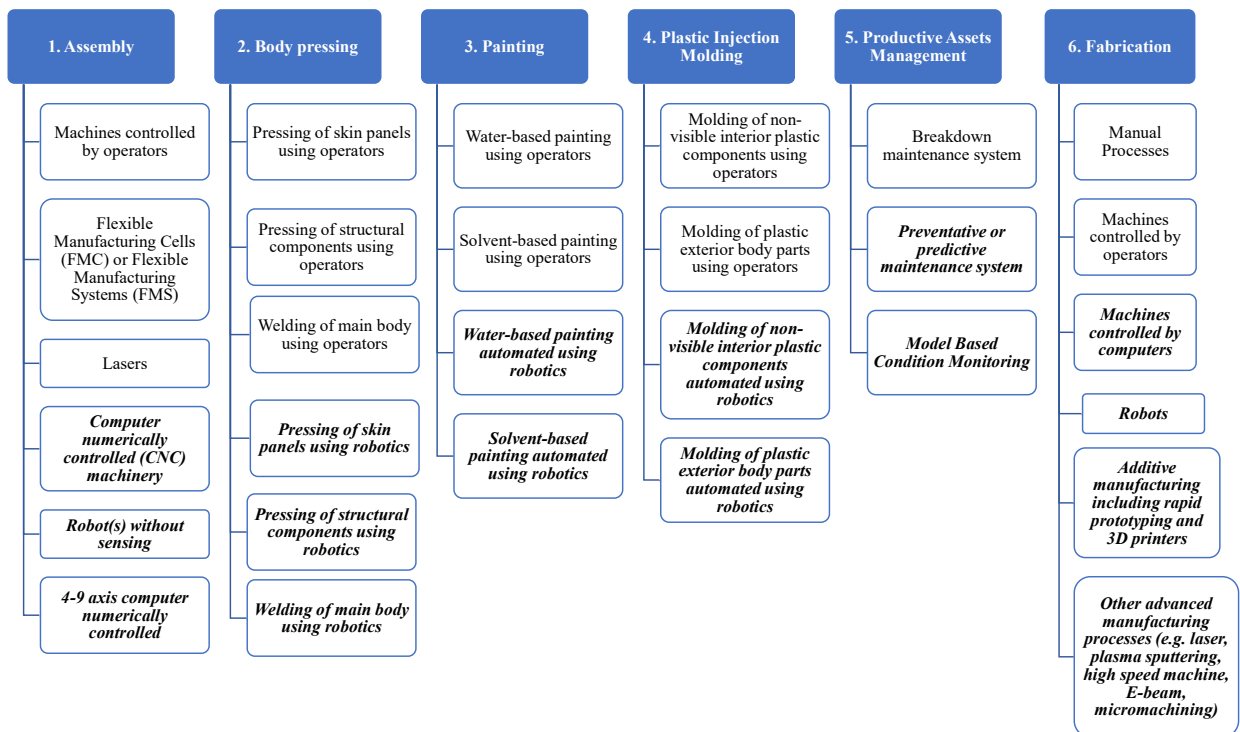 1. Assembly
Machines controlled
by operators
Flexible
Manufacturing Cells
(FMC) or Flexible
Manufacturing
Systems (FMS)
Lasers
Computer
numerically
controlled (CNC)
machinery
Robot(s) without
sensing
4-9 axis computer
numerically
controlled
2. Body pressing
Pressing of skin panels
using operators
Pressing of structural
components using
operators
Welding of main body
using operators
Pressing of skin
panels using robotics
Pressing of structural
components using
robotics
Welding of main body
using robotics
3. Painting
Water-based painting
using operators
Solvent-based painting
using operators
Water-based painting
automated using
robotics
Solvent-based
painting automated
using robotics
4. Plastic Injection
Molding
Molding of non-
visible interior plastic
components using
operators
Molding of plastic
exterior body parts
using operators
Molding of non-
visible interior plastic
components
automated using
robotics
Molding of plastic
exterior body parts
automated using
robotics
5. Productive Assets
Management
Breakdown
maintenance system
Preventative or
predictive
maintenance system
Model Based
Condition Monitoring
6. Fabrication
Manual
Processes
Machines
controlled by
operators
Machines
controlled by
computers
Robots
Additive
manufacturing
including rapid
prototyping and
3D printers
Other advanced
manufacturing
processes (e.g. laser,
plasma sputtering,
high speed machine,
E-beam,
micromachining)